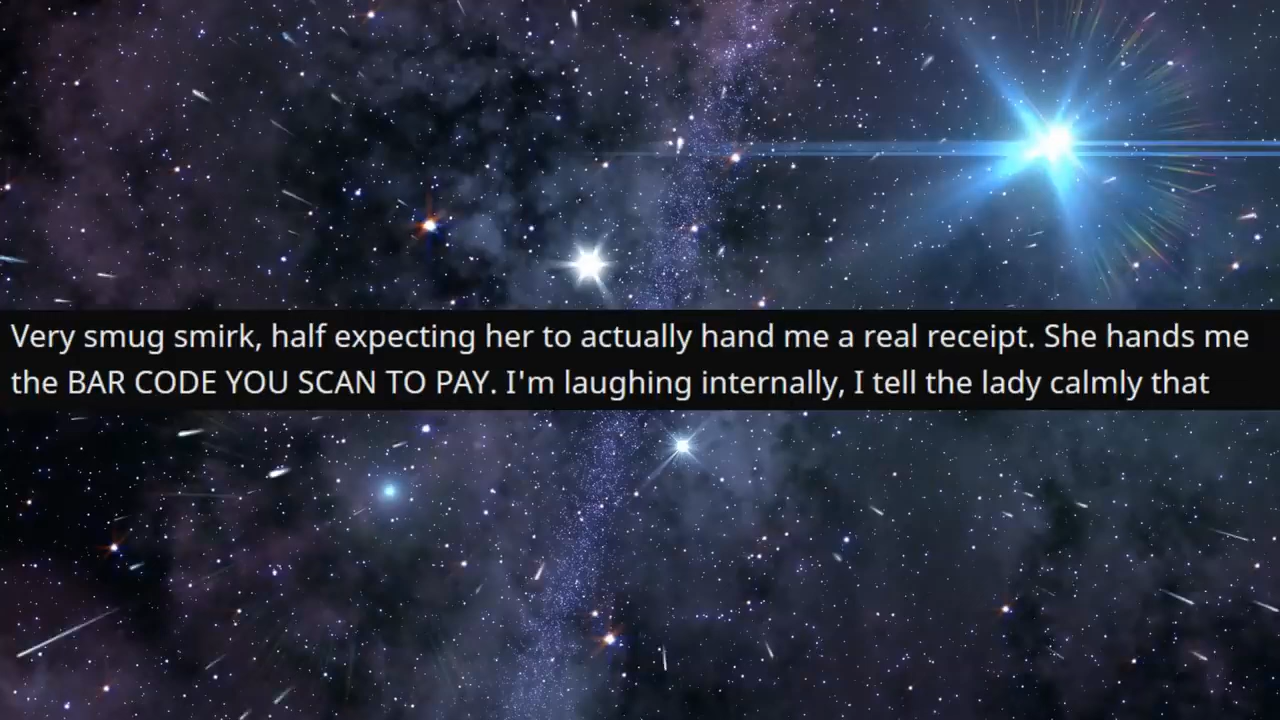 Very smug smirk, half expecting her to actually hand me a real receipt. She hands me
the BAR CODE YOU SCAN TO PAY. I'm laughing internally, I tell the lady calmly that